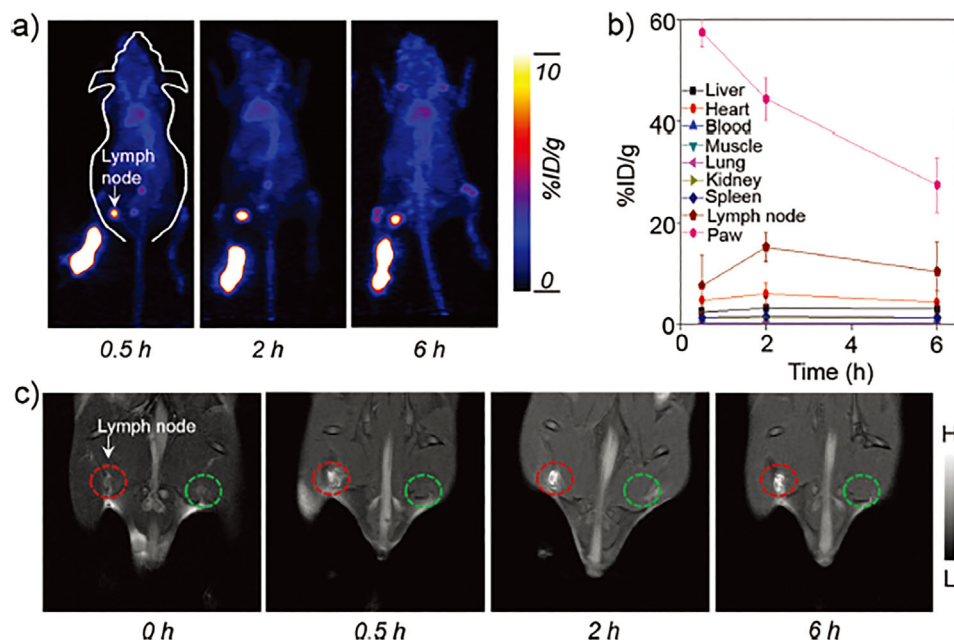 a)
Lymph
node
10
%ID/g
0
0.5 h
2 h
6 h
b)
60
40
20
0
%ID/g
Liver
Heart
Blood
Muscle
Lung
Kidney
Spleen
Lymph node
Paw
0
2
4
6
Time (h)
c)
Lymph node
H
L
0 h
0.5 h
2 h
6 h